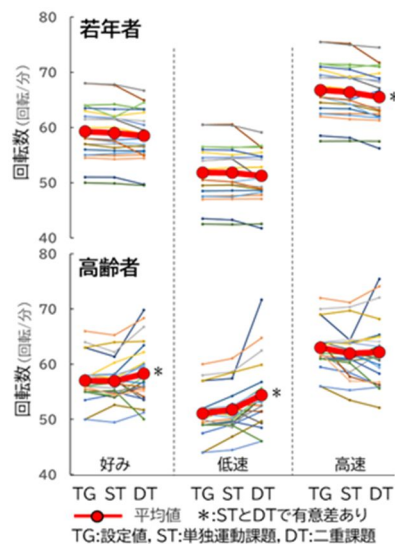 若年者
80
70
60
50
40
回転数(回転/分)
*
高齢者
80
70
60
50
40
回転数(回転/分)
*
*
好み 低速 高速
TG ST DT TG ST DT TG ST DT
平均値 *:STとDTで有意差あり
TG:設定値, ST:単独運動課題, DT:二重課題